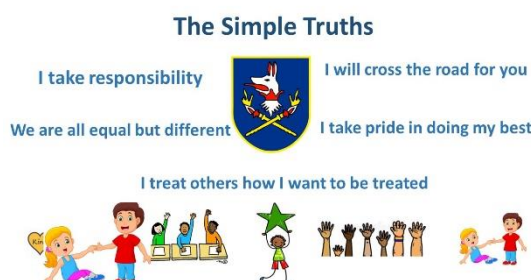 The Simple Truths
I take responsibility
I will cross the road for you
We are all equal but different
I take pride in doing my best
I treat others how I want to be treated